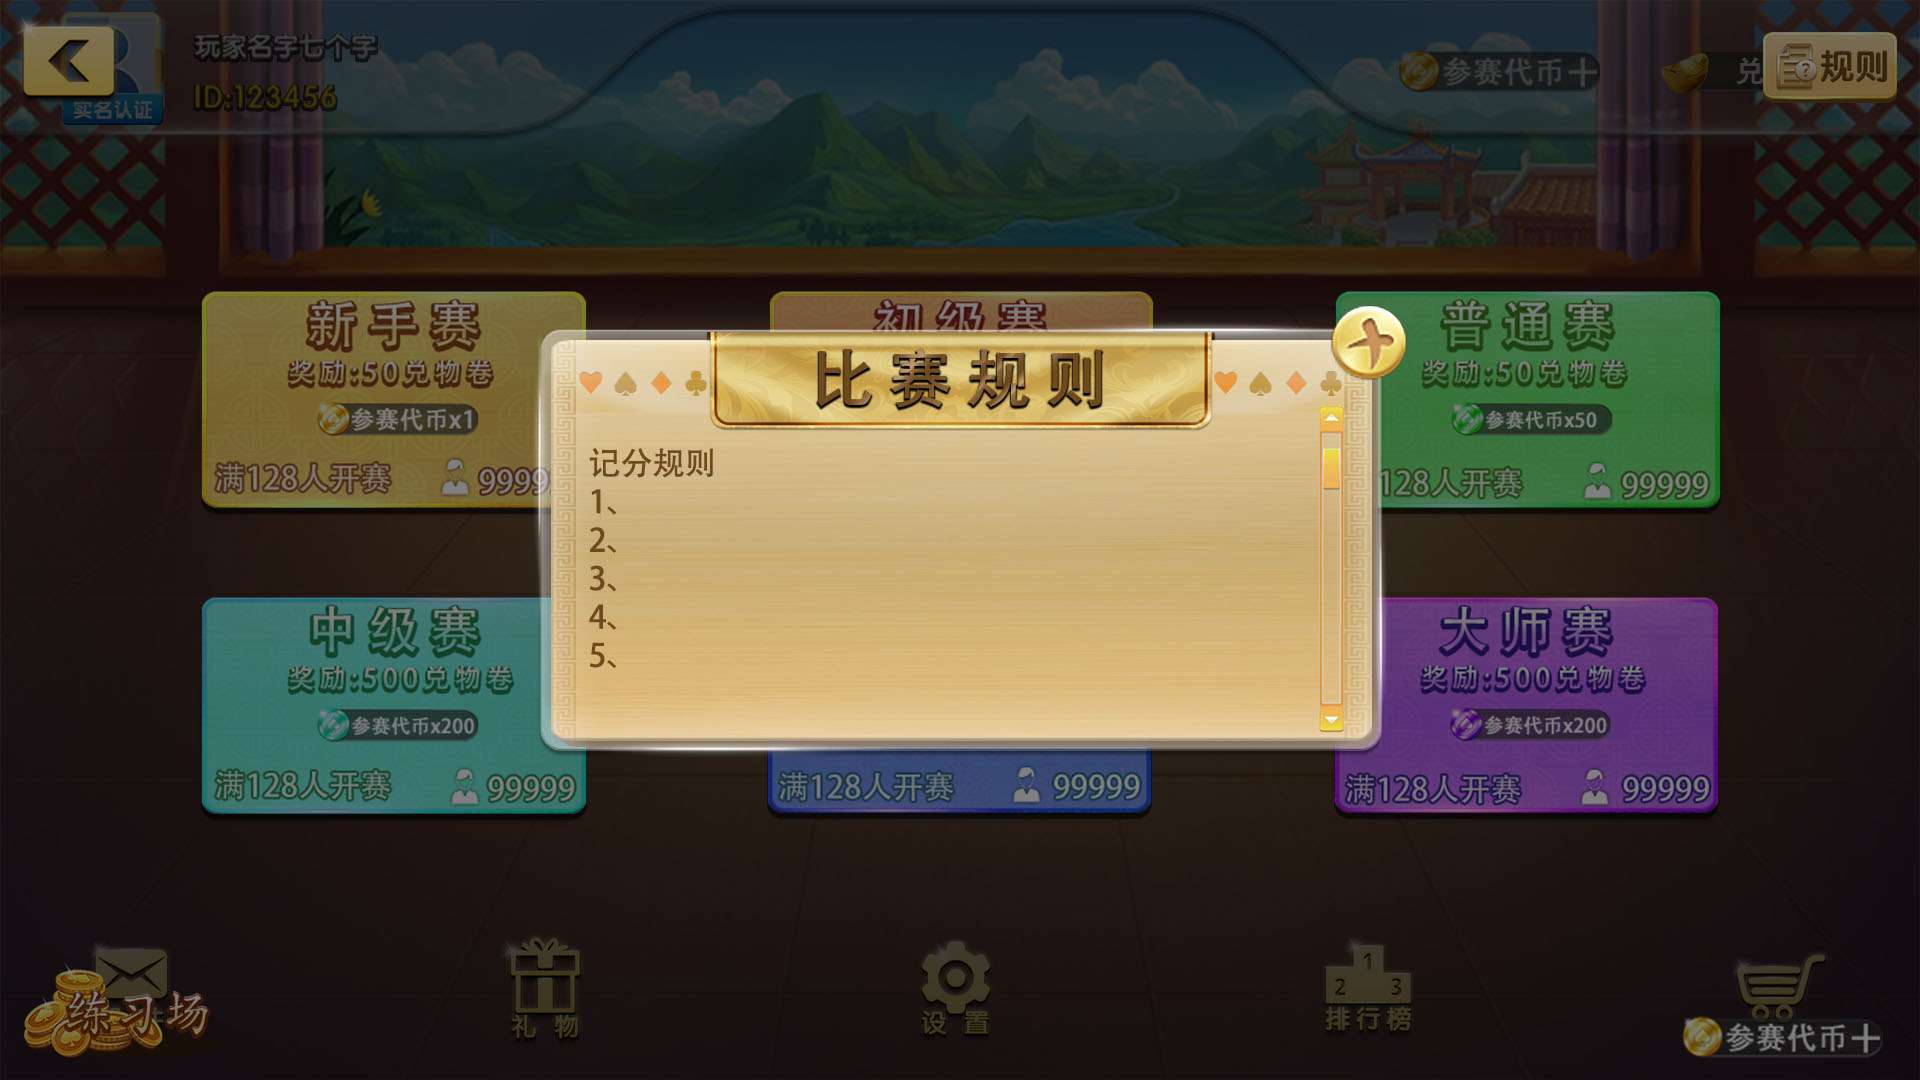 玩家名字七个字
ID:123456
实名认证
参赛代币
兑
规则
新手赛
奖励:50兑物卷
参赛代币x1
满128人开赛
9999
初级赛
普通赛
奖励:50兑物卷
参赛代币x50
128人开赛
99999
比赛规则
记分规则
1、
2、
3、
4、
5、
中级赛
奖励:500兑物卷
参赛代币x200
满128人开赛
99999
满128人开赛
99999
大师赛
奖励:500兑物卷
参赛代币x200
满128人开赛
99999
练习场
礼物
设置
1
2 3
排行榜
参赛代币